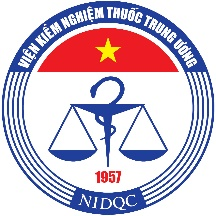 VIỆN KIỂM NGHIỆM THUỐC TRUNG ƯƠNG
1957
NIDQC